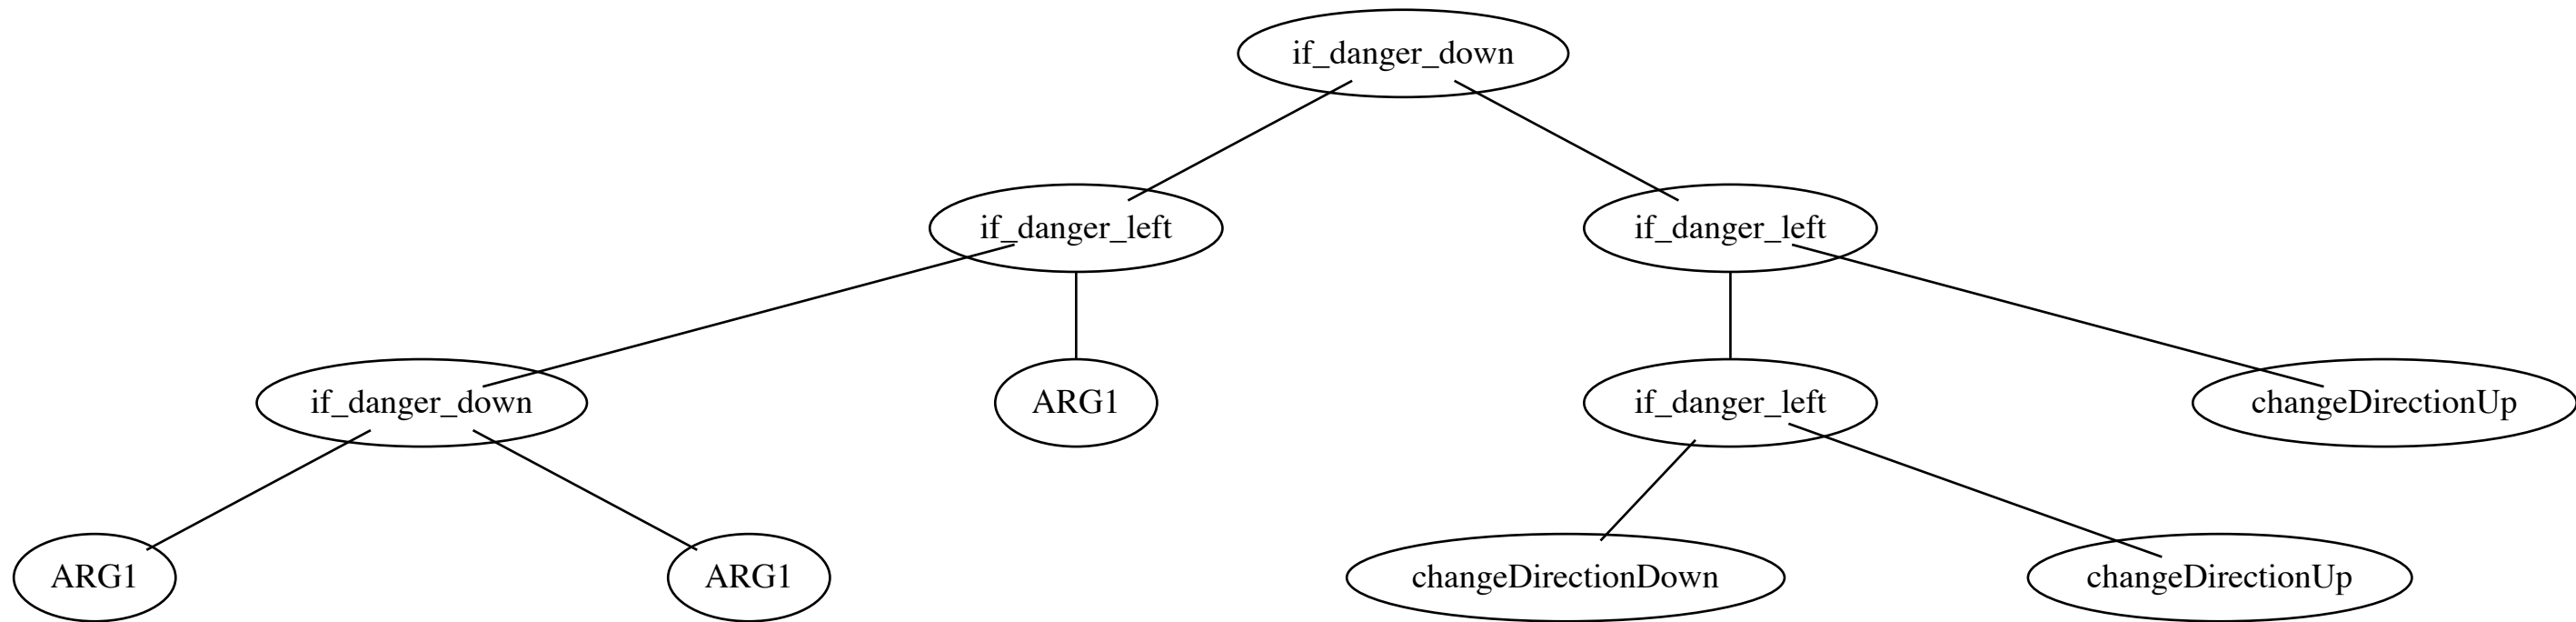 if_danger_down
if_danger_left
if_danger_left
if_danger_down
ARG1
if_danger_left
changeDirectionUp
ARG1
ARG1
changeDirectionDown
changeDirectionUp